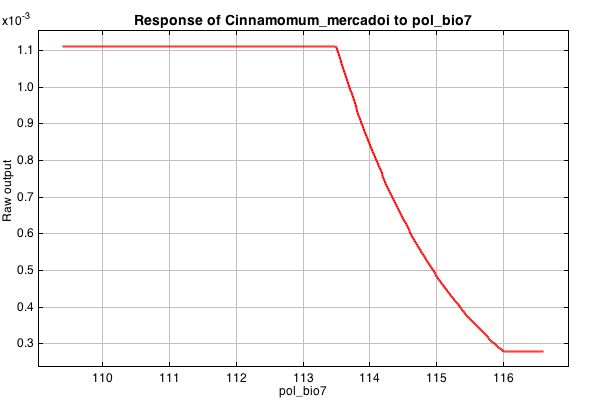 Response of Cinnamomum_mercadoi to pol_bio7
x10-3
1.1
1.0
0.9
0.8
0.7
0.6
0.5
0.4
0.3
Raw output
110 111 112 113 114 115 116
pol_bio7